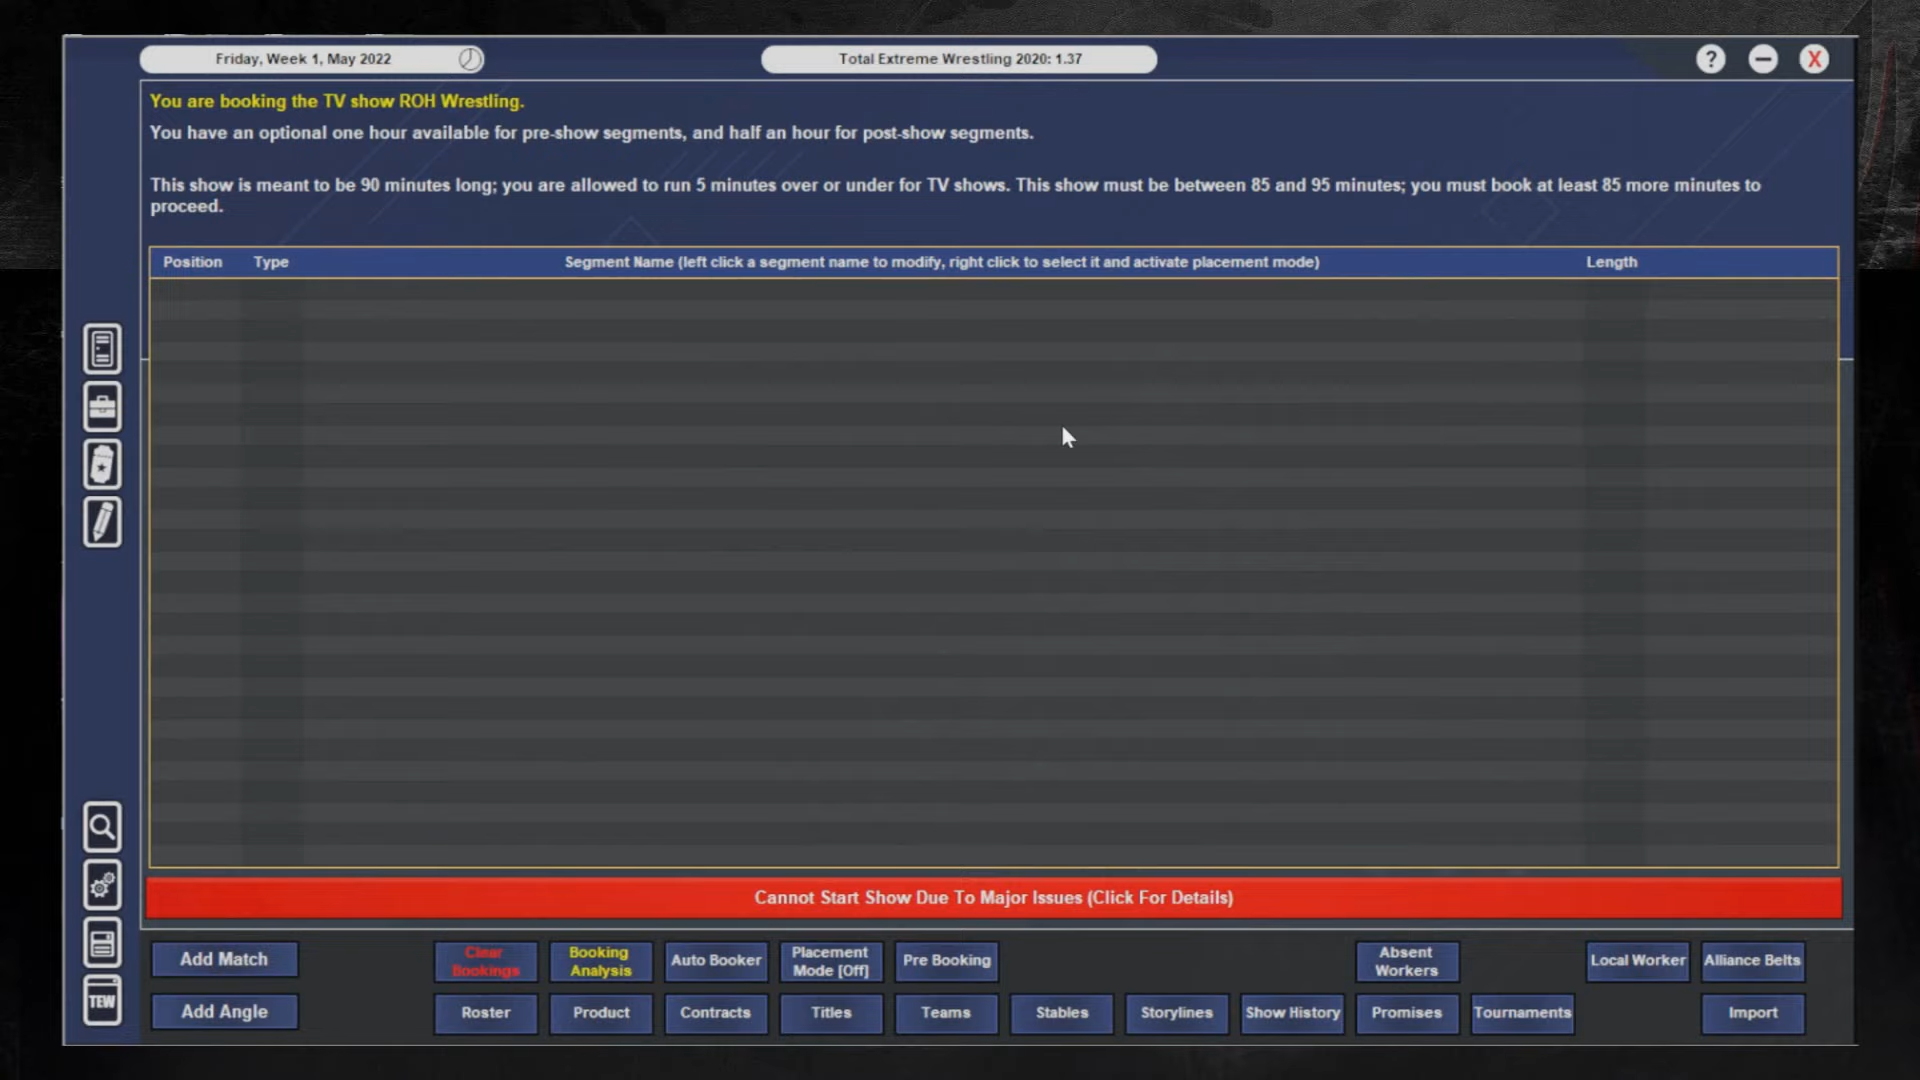 Friday, Week 1, May 2022
Total Extreme Wrestling 2020: 1.37
?
X
You are booking the TV show ROH Wrestling.
You have an optional one hour available for pre-show segments, and half an hour for post-show segments.
This show is meant to be 90 minutes long; you are allowed to run 5 minutes over or under for TV shows. This show must be between 85 and 95 minutes; you must book at least 85 more minutes to
proceed.
Position Type Segment Name (left click a segment name to modify, right click to select it and activate placement mode) Length
Cannot Start Show Due To Major Issues (Click For Details)
Add Match
Clear
Bookings
Booking
Analysis
Auto Booker
Placement
Mode [Off]
Pre Booking
Absent
Workers
Local Worker
Alliance Belts
TEW
Add Angle
Roster
Product
Contracts
Titles
Teams
Stables
Storylines
Show History
Promises
Tournaments
Import